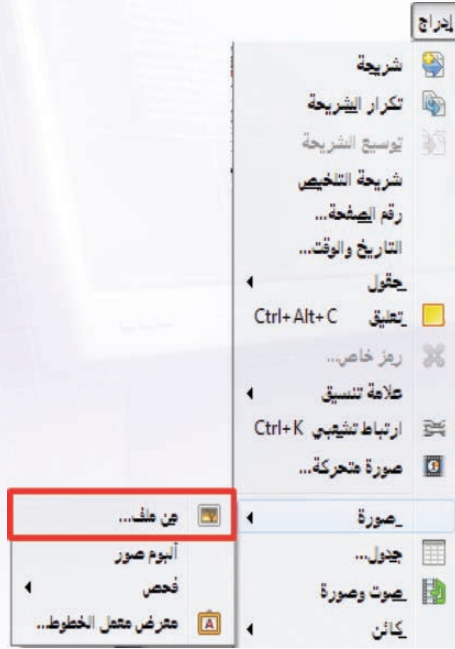 إدراج
شريحة
تكرار الشريحة
توسيع الشريحة
شريحة التلخيص
رقم الصفحة...
التاريخ والوقت...
حقول
تعليق Ctrl+Alt+C
رمز خاص...
علامة تنسيق
ارتباط تشعبي Ctrl+K
صورة متحركة...
صورة
من ملف...
جدول...
ألبوم صور
صوت وصورة
فحص
كائن
معرض معمل الخطوط...